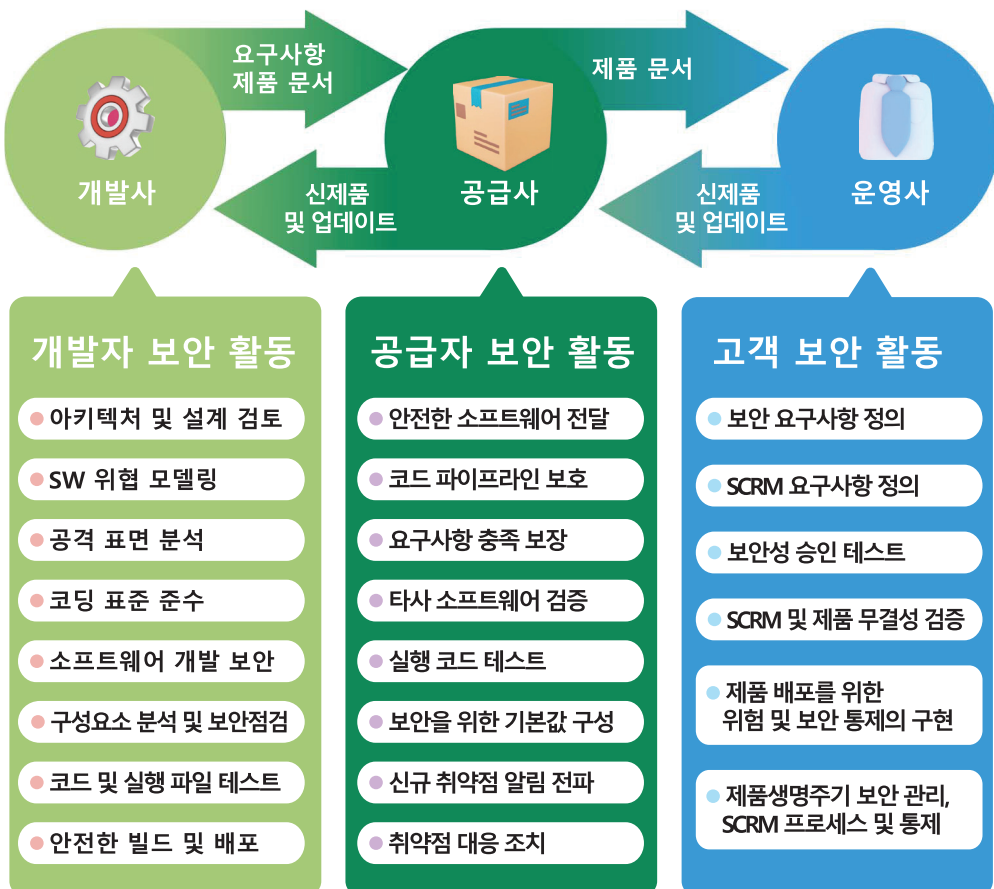 요구사항
제품 문서
제품 문서
개발사
공급사
운영사
신제품
및 업데이트
신제품
및 업데이트
개발자 보안 활동
아키텍처 및 설계 검토
SW 위협 모델링
공격 표면 분석
코딩 표준 준수
소프트웨어 개발 보안
구성요소 분석 및 보안점검
코드 및 실행 파일 테스트
안전한 빌드 및 배포
공급자 보안 활동
안전한 소프트웨어 전달
코드 파이프라인 보호
요구사항 충족 보장
타사 소프트웨어 검증
실행 코드 테스트
보안을 위한 기본값 구성
신규 취약점 알림 전파
취약점 대응 조치
고객 보안 활동
보안 요구사항 정의
SCRM 요구사항 정의
보안성 승인 테스트
SCRM 및 제품 무결성 검증
제품 배포를 위한
위험 및 보안 통제의 구현
제품생명주기 보안 관리,
SCRM 프로세스 및 통제